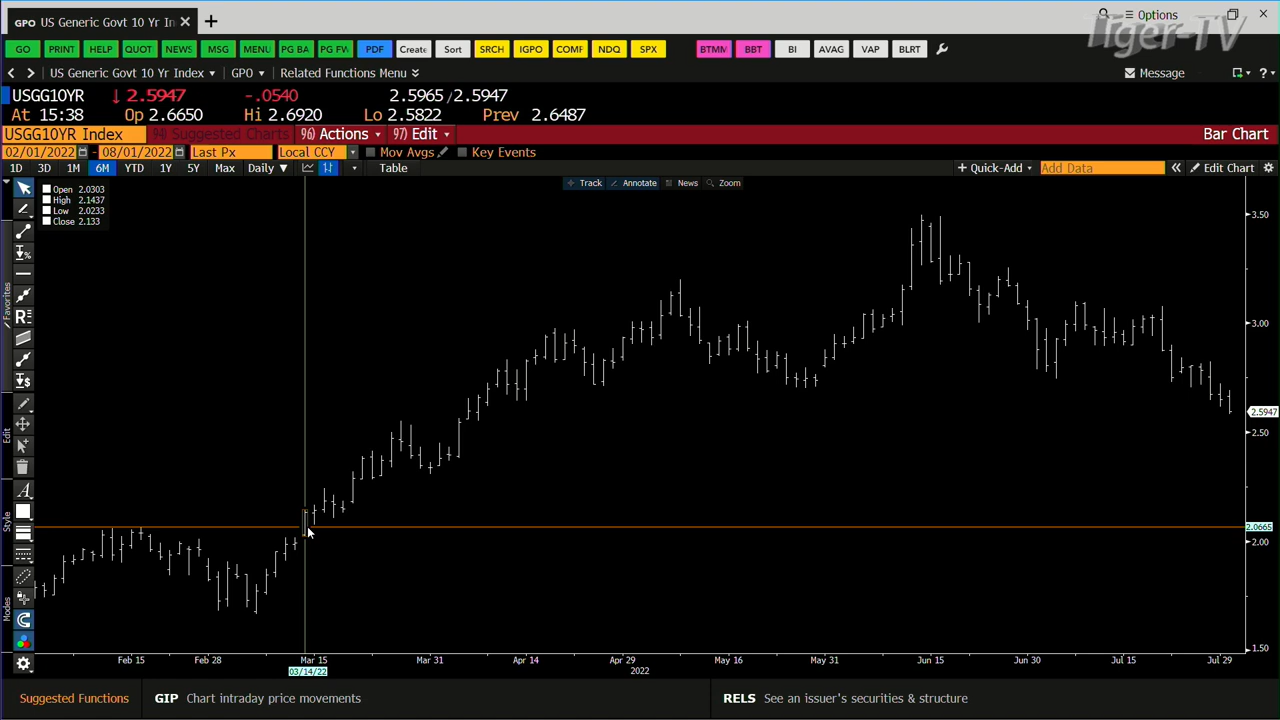 GPO US Generic Govt 10 Yr In
Options
Tiger-TV
GO PRINT HELP QUOT NEWS MSG MENU PG BA PG FW PDF Create Sort SRCH IGPO COMF NDQ SPX BTMM BBT BI AVAG VAP BLRT
US Generic Govt 10 Yr Index GPO Related Functions Menu Message ?
USGG10YR ↓ 2.5947 -.0540 2.5965/2.5947
At 15:38 Op 2.6650 Hi 2.6920 Lo 2.5822 Prev 2.6487
USGG10YR Index 94) Suggested Charts 96) Actions 97) Edit Bar Chart
02/01/2022 - 08/01/2022 Last Px Local CCY Mov Avgs Key Events
1D 3D 1M 6M YTD 1Y 5Y Max Daily Table + Quick-Add Add Data « Edit Chart
Track Annotate News Zoom
Open 2.0303
High 2.1437
Low 2.0233
Close 2.133
Favorites
Edit
Style
Modes
3.50
3.00
2.5947
2.50
2.0665
2.00
1.50
Feb 15 Feb 28 Mar 15 Mar 31 Apr 14 Apr 29 May 16 May 31 Jun 15 Jun 30 Jul 15 Jul 29
03/14/22 2022
Suggested Functions GIP Chart intraday price movements RELS See an issuer's securities & structure